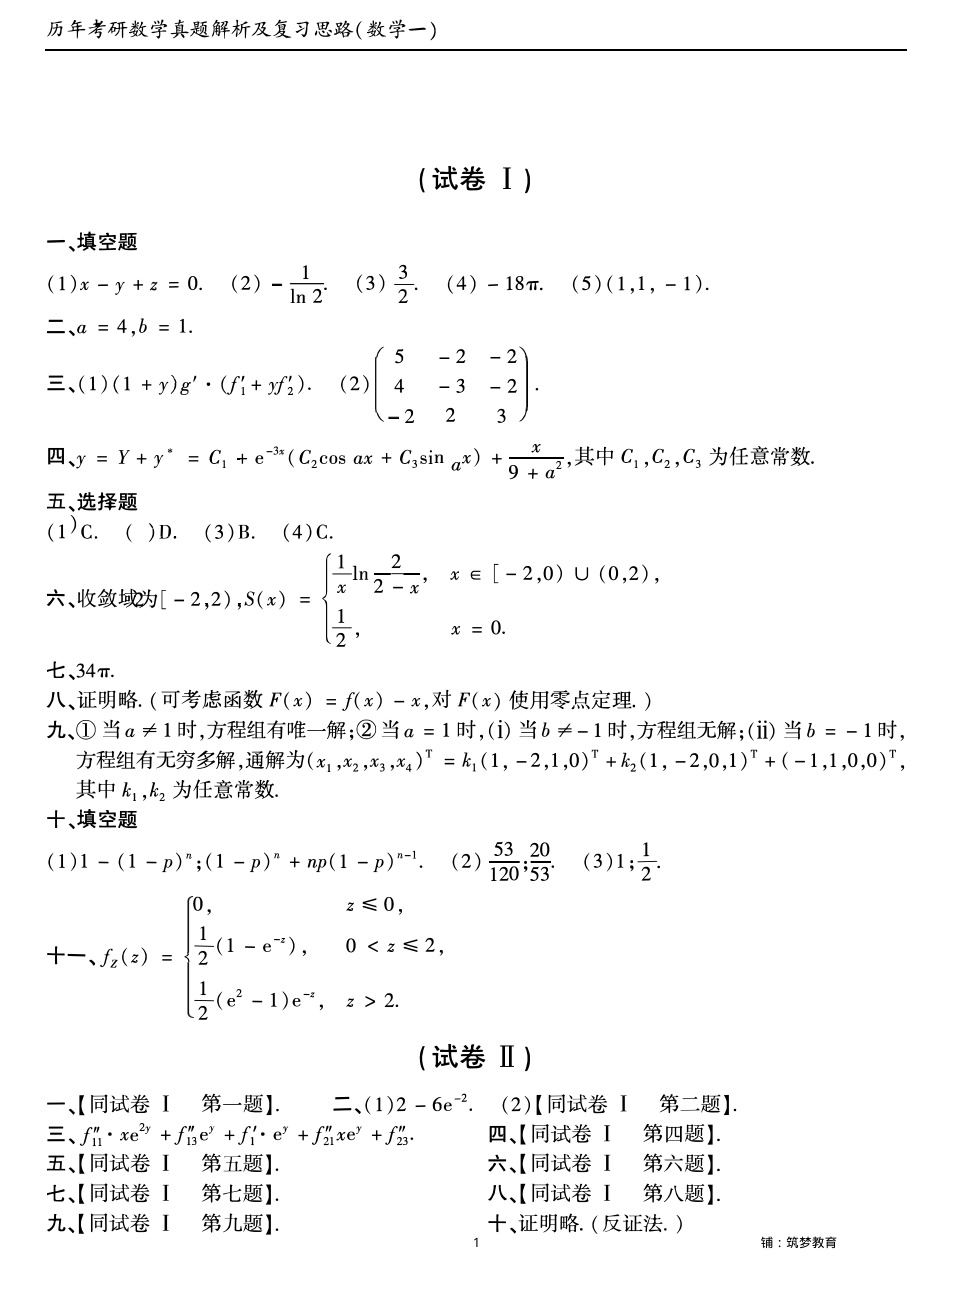 历年考研数学真题解析及复习思路(数学一)
(试卷 Ⅰ)
一、填空题
(1)x − y + z = 0. (2) − 1/ln 2. (3) 3/2. (4) − 18π. (5)(1,1, − 1).
二、a = 4,b = 1.
三、(1)(1 + y)g′ · (f′₁ + yf′₂). (2) (5 −2 −2; 4 −3 −2; −2 2 3).
四、y = Y + y* = C₁ + e⁻³ˣ(C₂cos ax + C₃sin ax) + x/(9 + a²),其中 C₁,C₂,C₃ 为任意常数.
五、选择题
(1)C. ( )D. (3)B. (4)C.
六、收敛域为[ − 2,2),S(x) = { (1/x)ln 2/(2 − x), x ∈ [ − 2,0) ∪ (0,2), 1/2, x = 0.
七、34π.
八、证明略.(可考虑函数 F(x) = f(x) − x,对 F(x) 使用零点定理.)
九、① 当 a ≠ 1 时,方程组有唯一解;② 当 a = 1 时,(ⅰ) 当 b ≠ − 1 时,方程组无解;(ⅱ) 当 b = − 1 时,
方程组有无穷多解,通解为(x₁,x₂,x₃,x₄)ᵀ = k₁(1, − 2,1,0)ᵀ + k₂(1, − 2,0,1)ᵀ + ( − 1,1,0,0)ᵀ,
其中 k₁,k₂ 为任意常数.
十、填空题
(1)1 − (1 − p)ⁿ;(1 − p)ⁿ + np(1 − p)ⁿ⁻¹. (2) 53/120;20/53. (3)1;1/2.
十一、f_Z(z) = { 0, z ≤ 0, 1/2(1 − e⁻ᶻ), 0 < z ≤ 2, 1/2(e² − 1)e⁻ᶻ, z > 2.
(试卷 Ⅱ)
一、【同试卷 Ⅰ 第一题】. 二、(1)2 − 6e⁻². (2)【同试卷 Ⅰ 第二题】.
三、f″₁₁ · xe²ʸ + f″₁₃eʸ + f′₁ · eʸ + f″₂₁xeʸ + f″₂₃. 四、【同试卷 Ⅰ 第四题】.
五、【同试卷 Ⅰ 第五题】. 六、【同试卷 Ⅰ 第六题】.
七、【同试卷 Ⅰ 第七题】. 八、【同试卷 Ⅰ 第八题】.
九、【同试卷 Ⅰ 第九题】. 十、证明略.(反证法.)
1 铺：筑梦教育